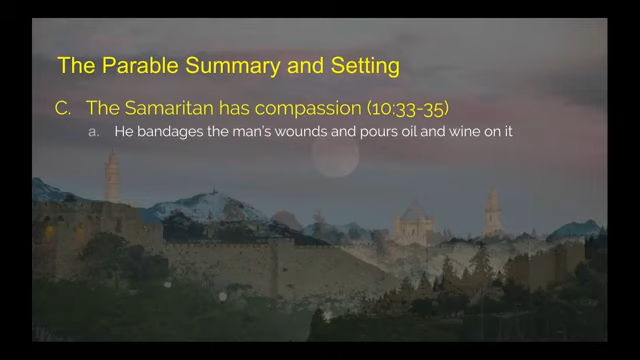 The Parable Summary and Setting
C. The Samaritan has compassion (10:33-35)
a. He bandages the man's wounds and pours oil and wine on it